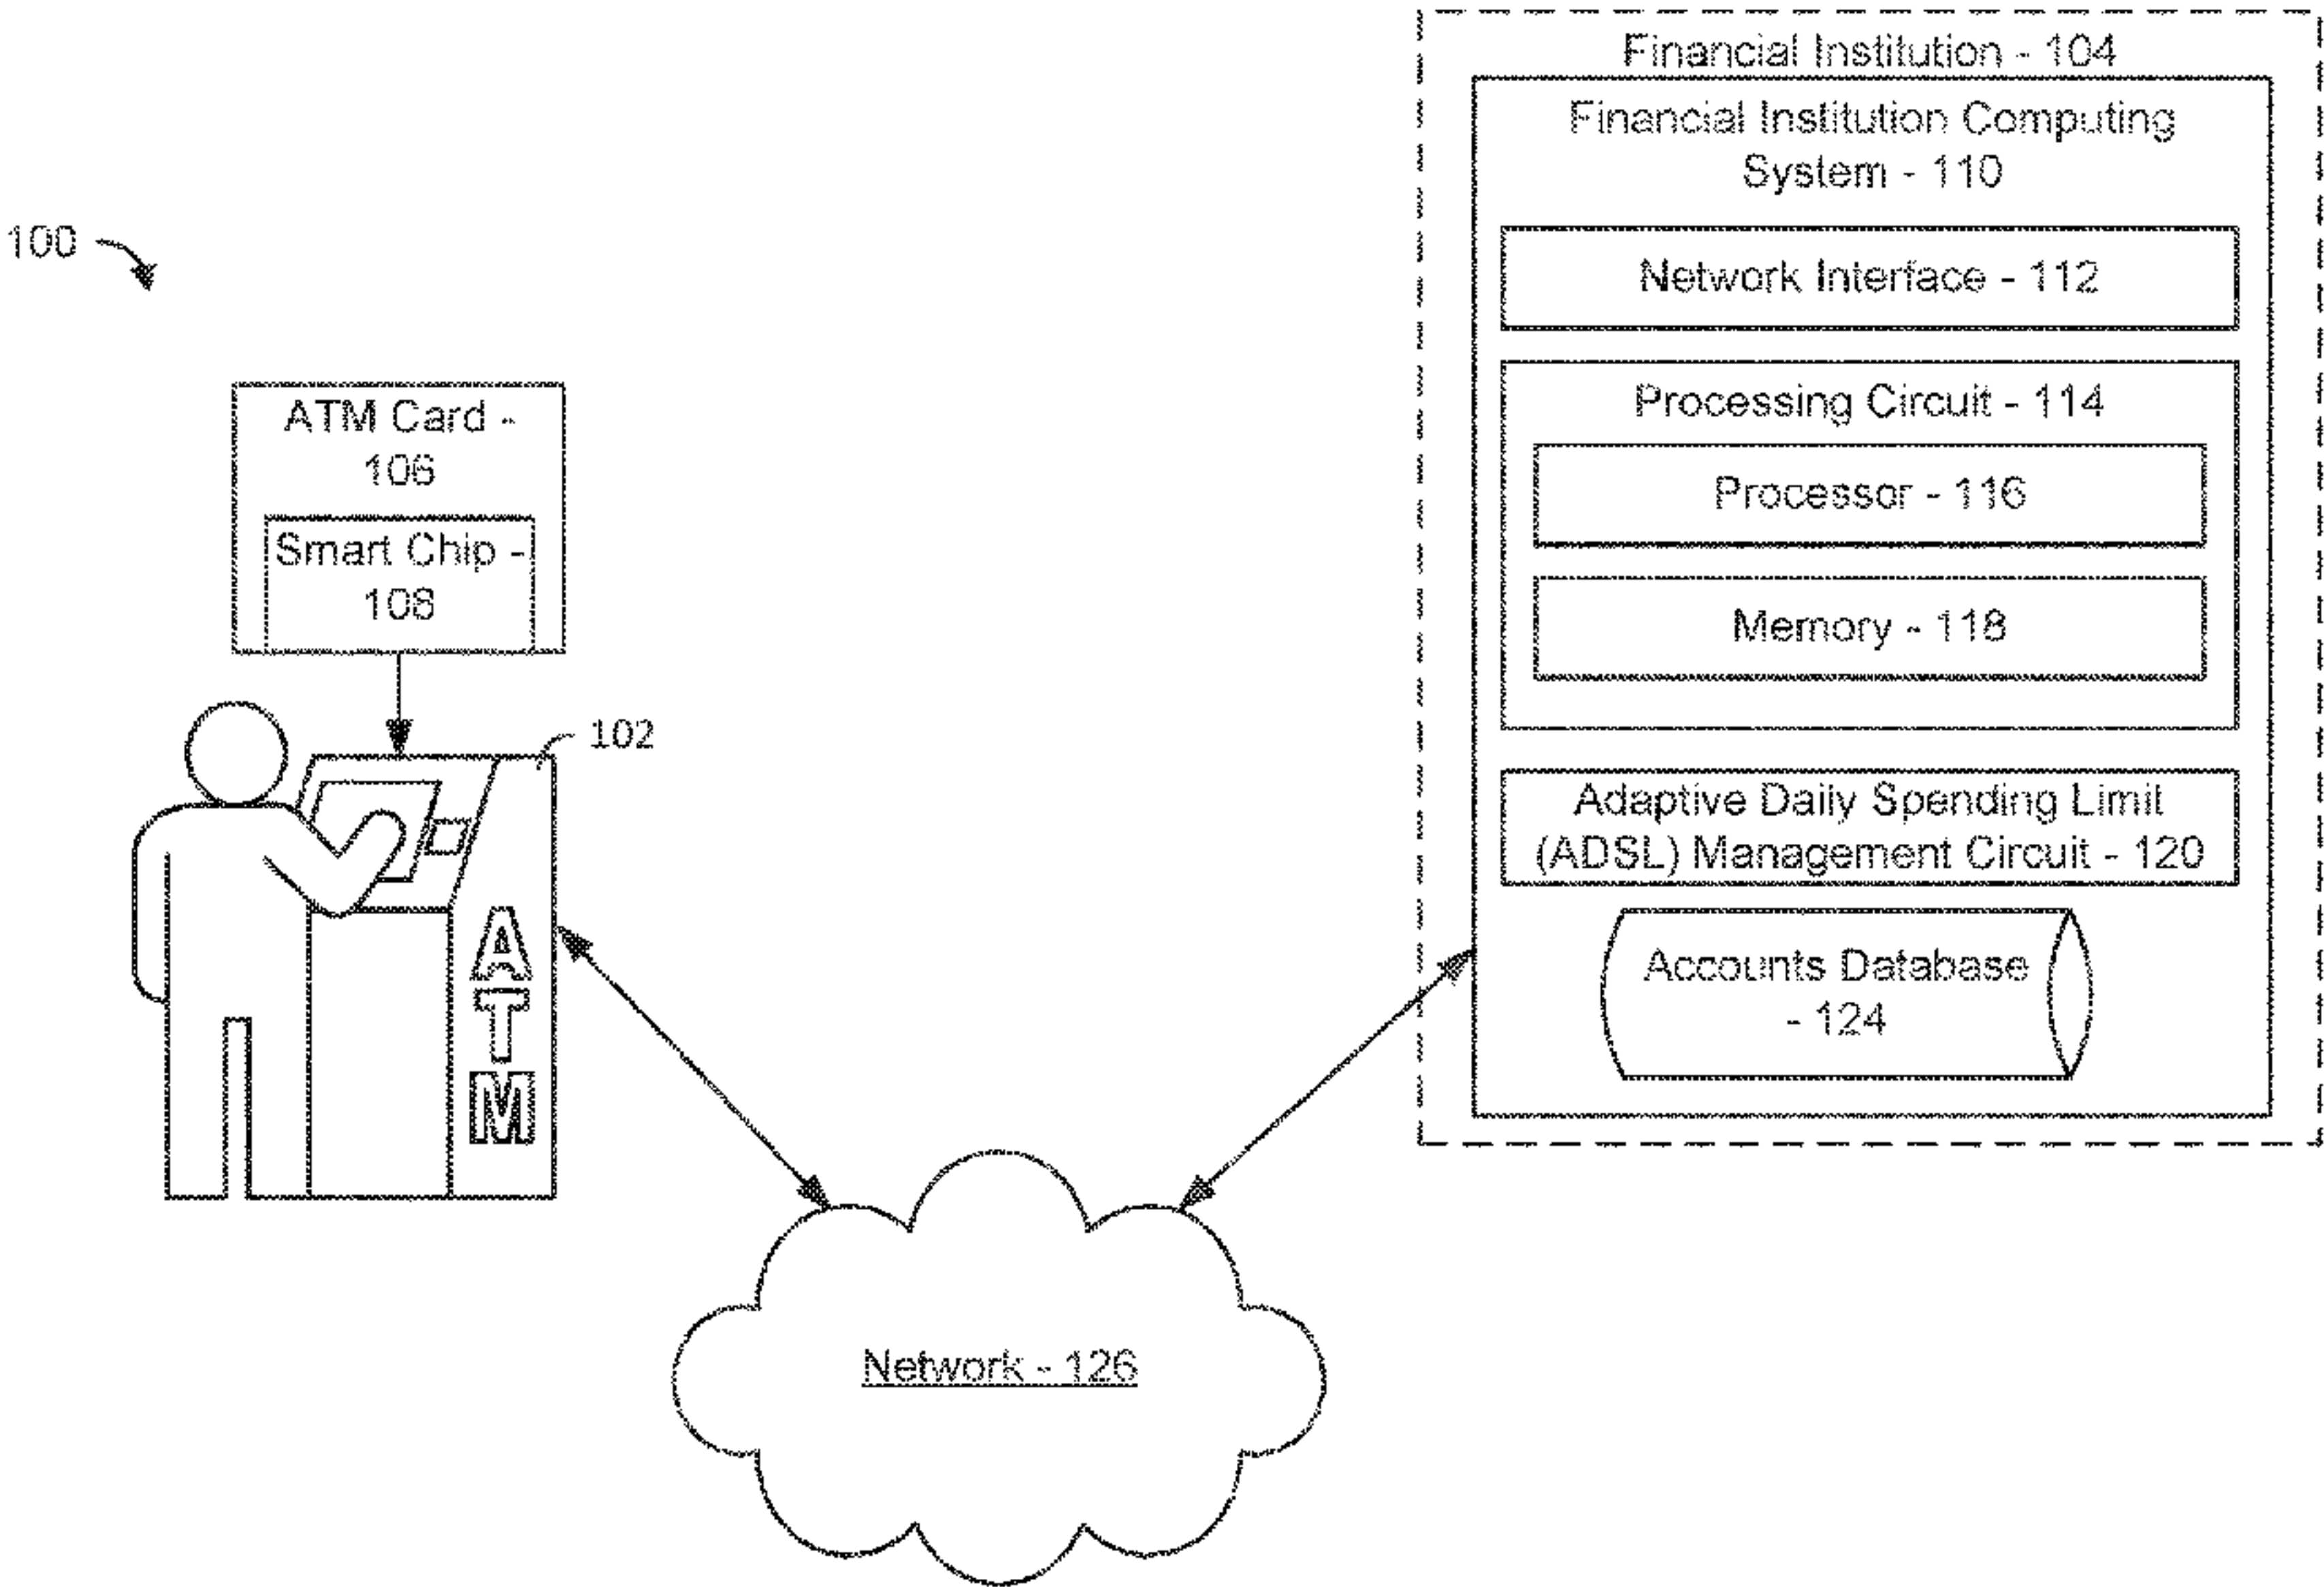 100
ATM Card -
106
Smart Chip -
108
102
ATM
Network - 126
Financial Institution - 104
Financial Institution Computing
System - 110
Network Interface - 112
Processing Circuit - 114
Processor - 116
Memory - 118
Adaptive Daily Spending Limit
(ADSL) Management Circuit - 120
Accounts Database
- 124